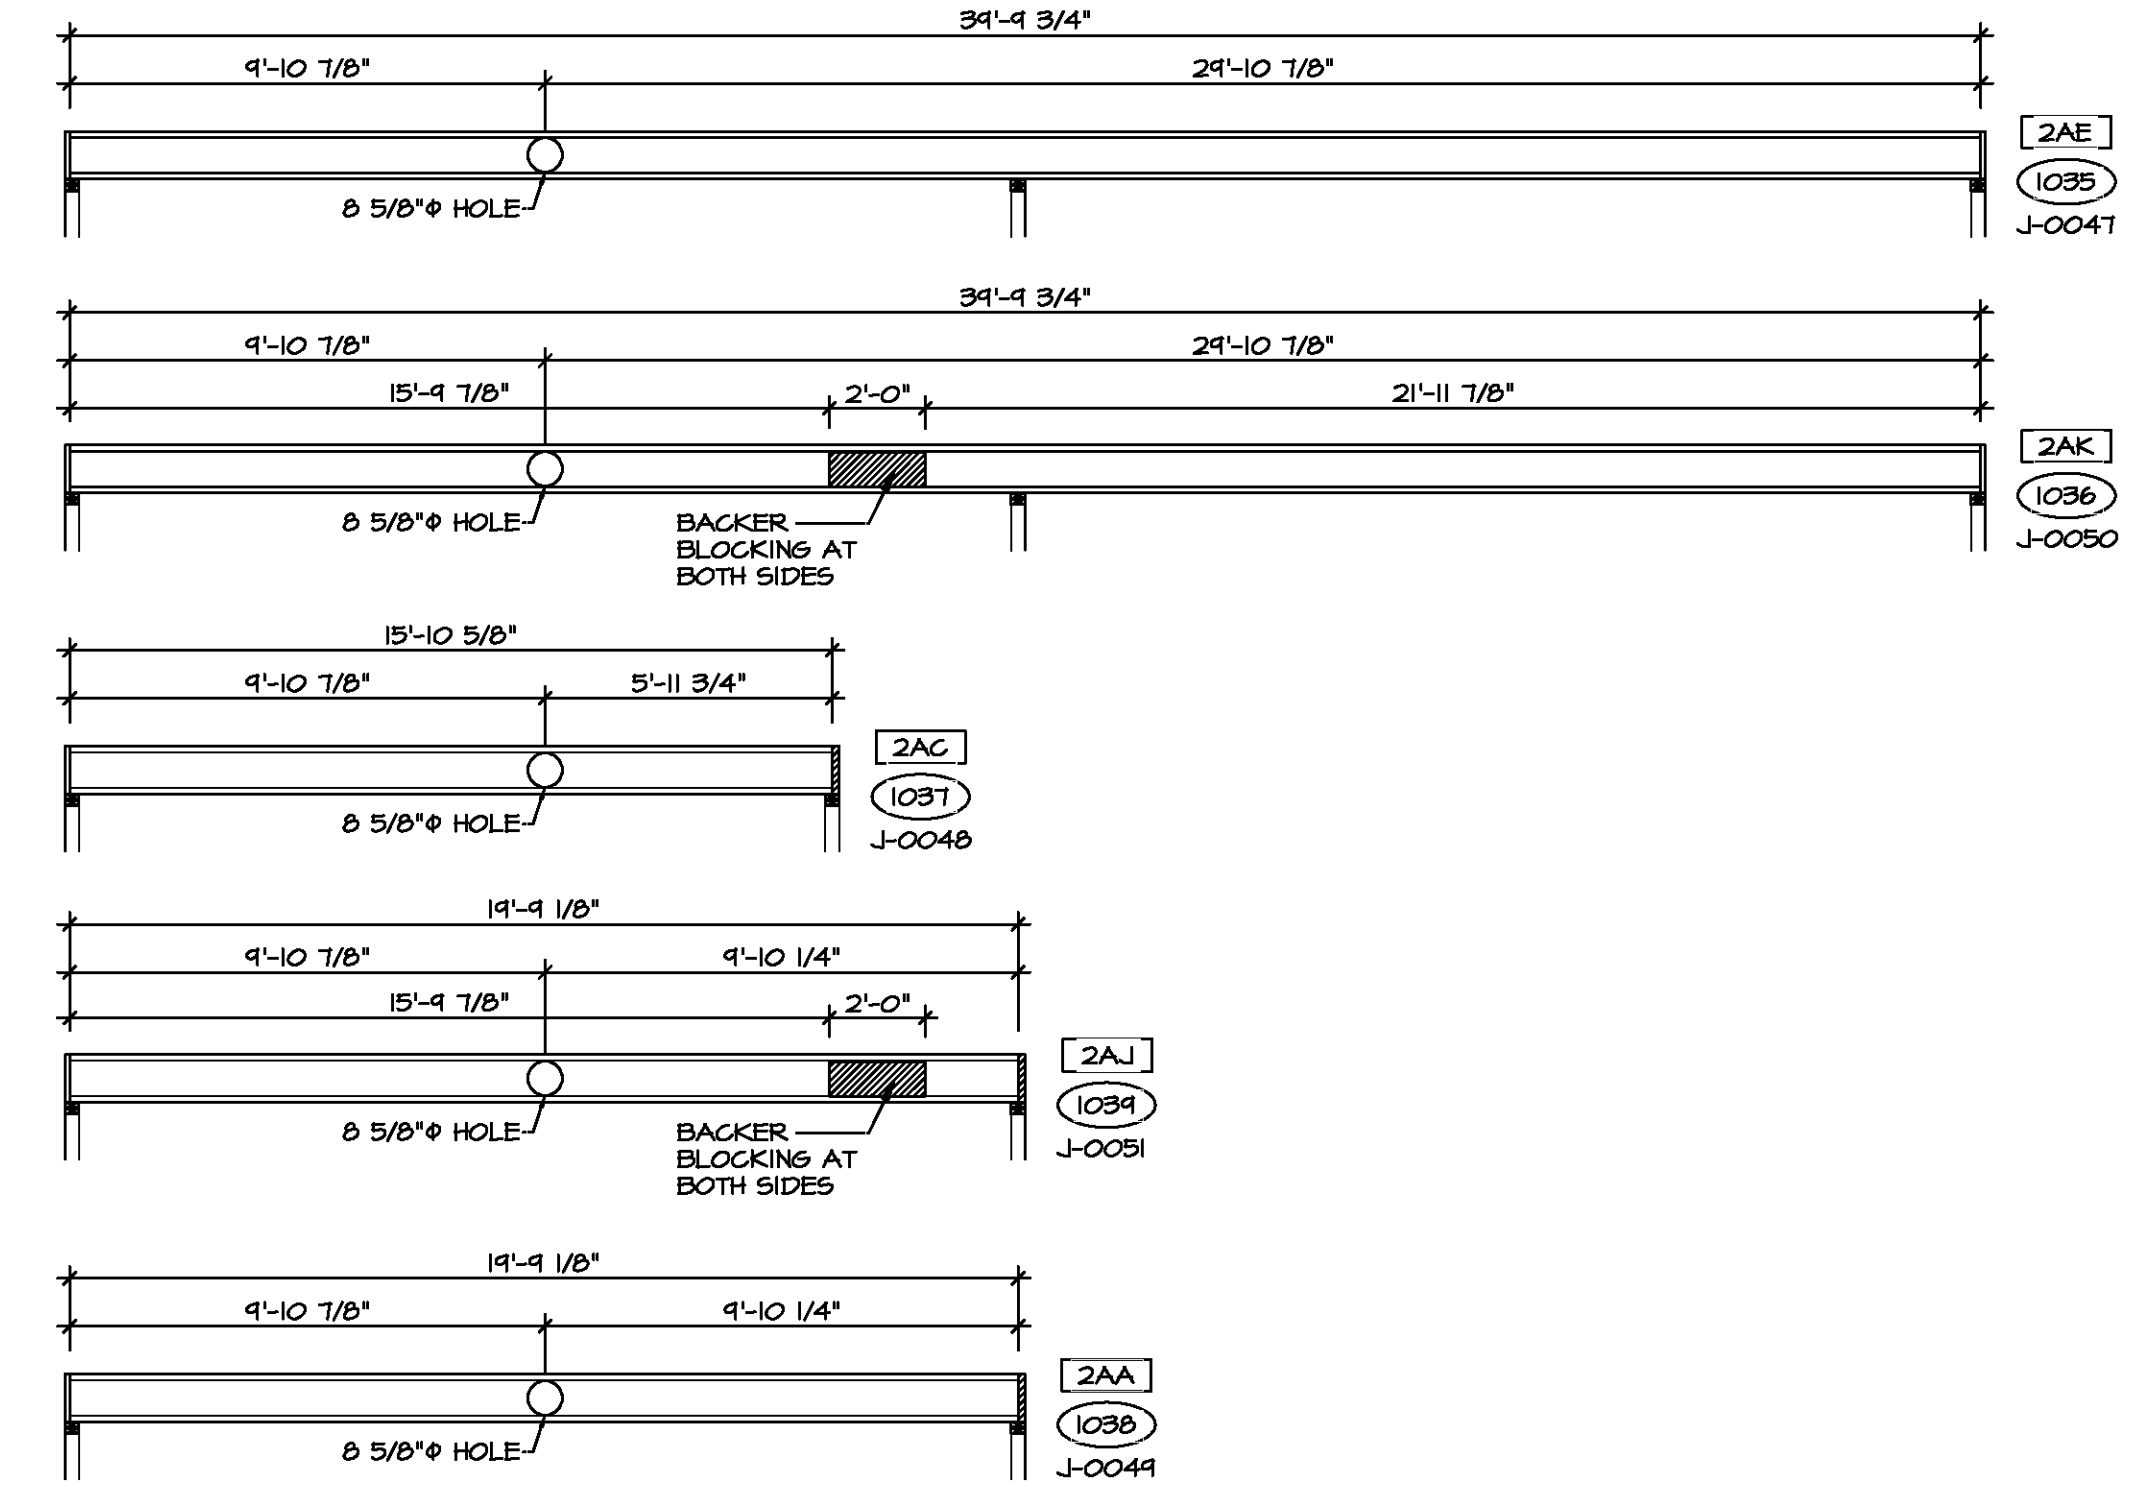 39'-9 3/4"
9'-10 7/8" 29'-10 7/8"
2AE
1035
8 5/8"Φ HOLE
J-0047
39'-9 3/4"
9'-10 7/8" 29'-10 7/8"
15'-9 7/8" 2'-0" 21'-11 7/8"
2AK
1036
8 5/8"Φ HOLE
BACKER
BLOCKING AT
BOTH SIDES
J-0050
15'-10 5/8"
9'-10 7/8" 5'-11 3/4"
2AC
1037
8 5/8"Φ HOLE
J-0048
19'-9 1/8"
9'-10 7/8" 9'-10 1/4"
15'-9 7/8" 2'-0"
2AJ
1039
8 5/8"Φ HOLE
BACKER
BLOCKING AT
BOTH SIDES
J-0051
19'-9 1/8"
9'-10 7/8" 9'-10 1/4"
2AA
1038
8 5/8"Φ HOLE
J-0049